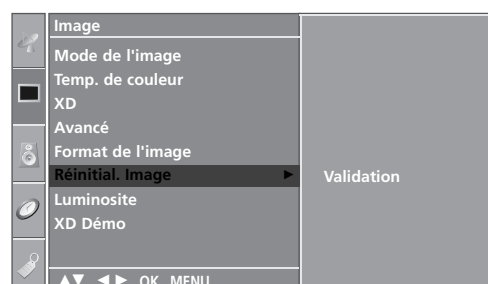 Image
Mode de l'image
Temp. de couleur
XD
Avancé
Format de l'image
Réinitial. Image ► Validation
Luminosite
XD Démo
▲▼ ◄► OK MENU